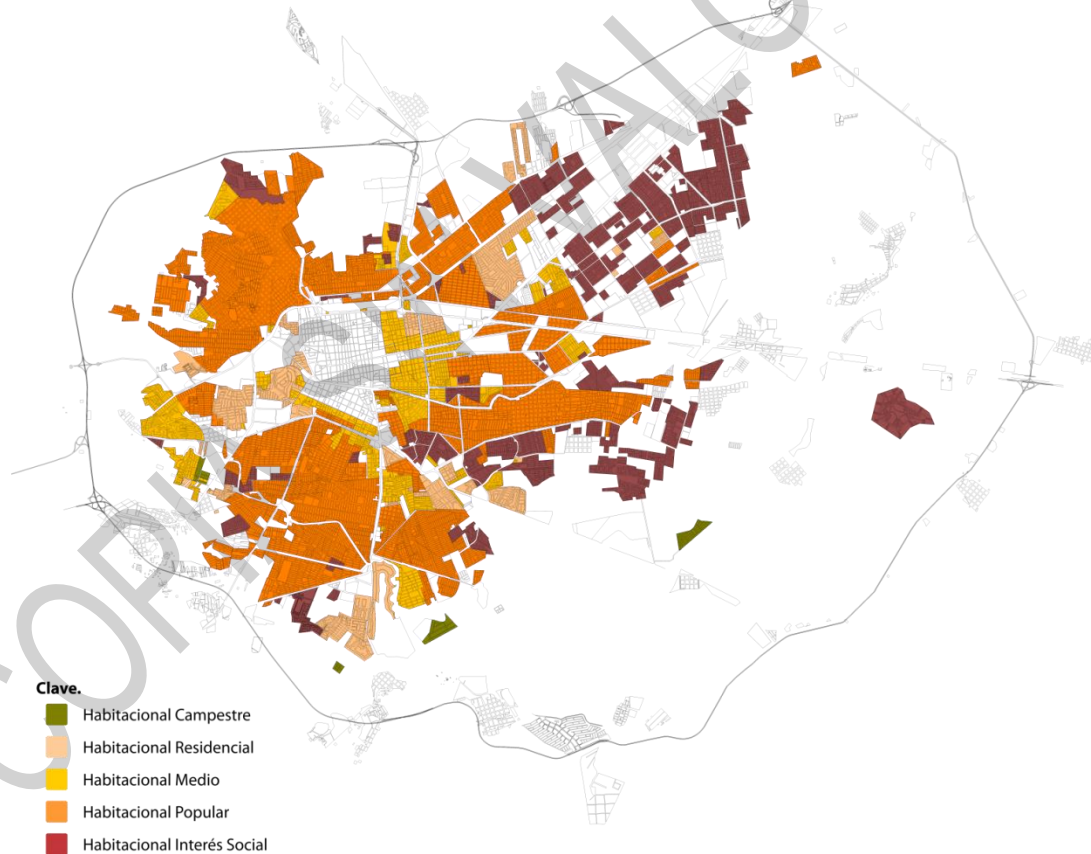 Clave.
Habitacional Campestre
Habitacional Residencial
Habitacional Medio
Habitacional Popular
Habitacional Interés Social